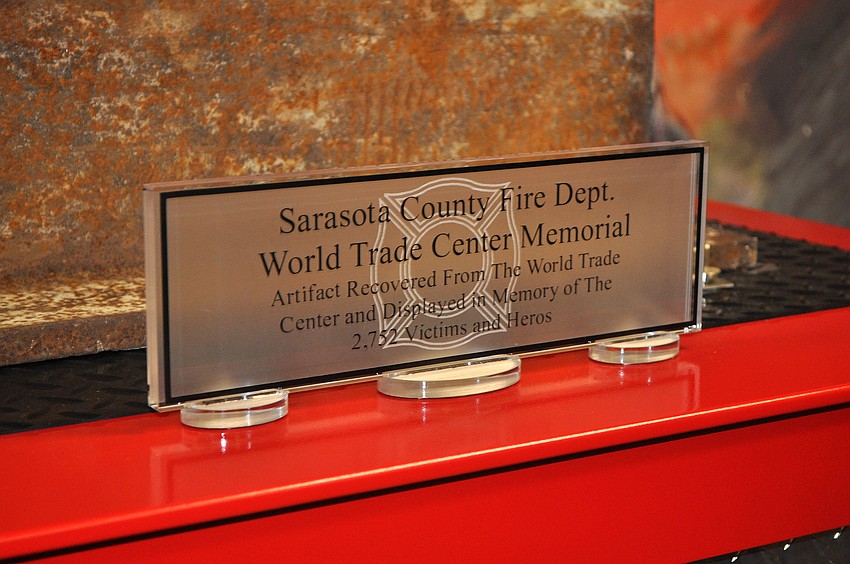 Sarasota County Fire Dept.
World Trade Center Memorial
Artifact Recovered From The World Trade
Center and Displayed in Memory of The
2,752 Victims and Heros